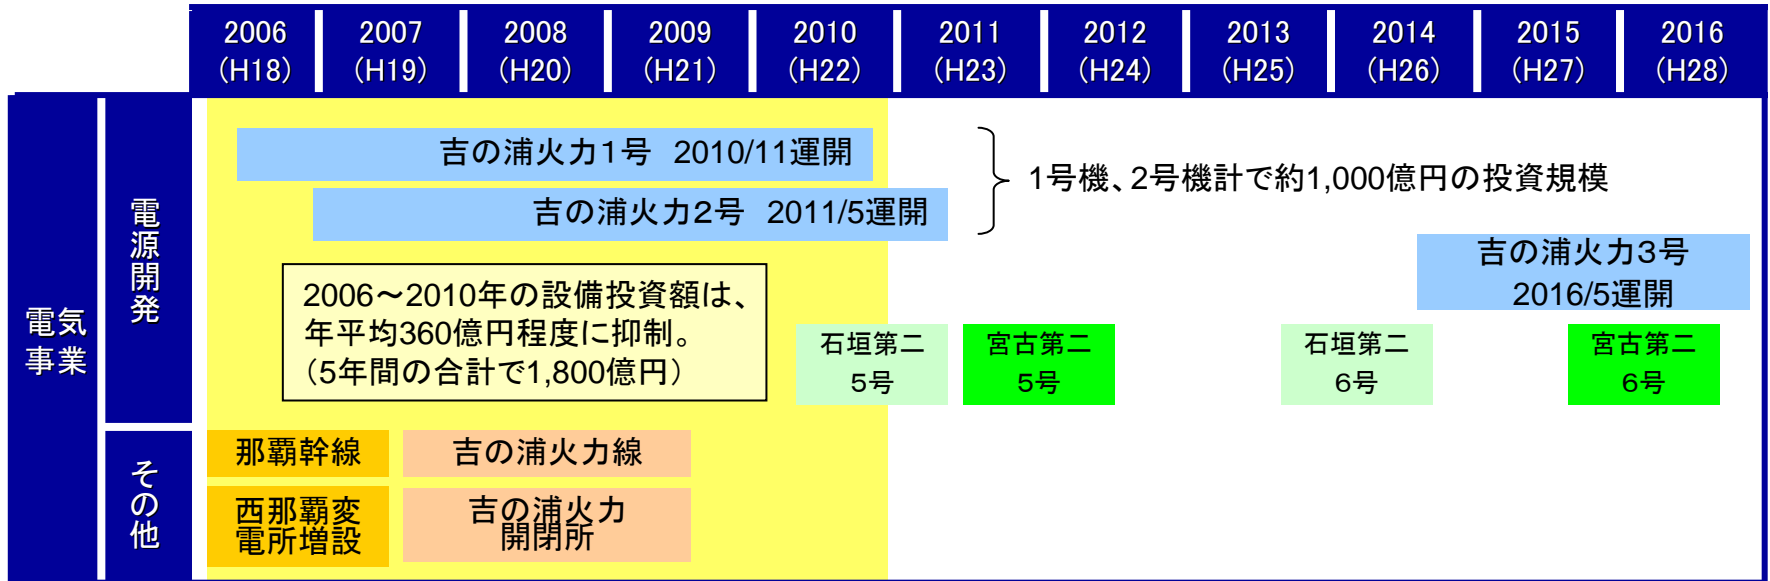 2006 2007 2008 2009 2010 2011 2012 2013 2014 2015 2016
(H18) (H19) (H20) (H21) (H22) (H23) (H24) (H25) (H26) (H27) (H28)
電気
事業
電源開発
吉の浦火力1号 2010/11運開
吉の浦火力2号 2011/5運開
1号機、2号機計で約1,000億円の投資規模
吉の浦火力3号
2016/5運開
2006～2010年の設備投資額は、
年平均360億円程度に抑制。
（5年間の合計で1,800億円）
石垣第二
5号
宮古第二
5号
石垣第二
6号
宮古第二
6号
その他
那覇幹線
吉の浦火力線
西那覇変
電所増設
吉の浦火力
開閉所